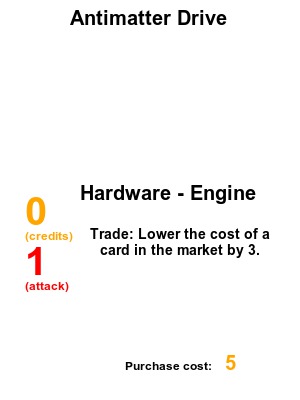 Antimatter Drive
Hardware - Engine
0
(credits)
1
(attack)
Trade: Lower the cost of a
card in the market by 3.
Purchase cost: 5